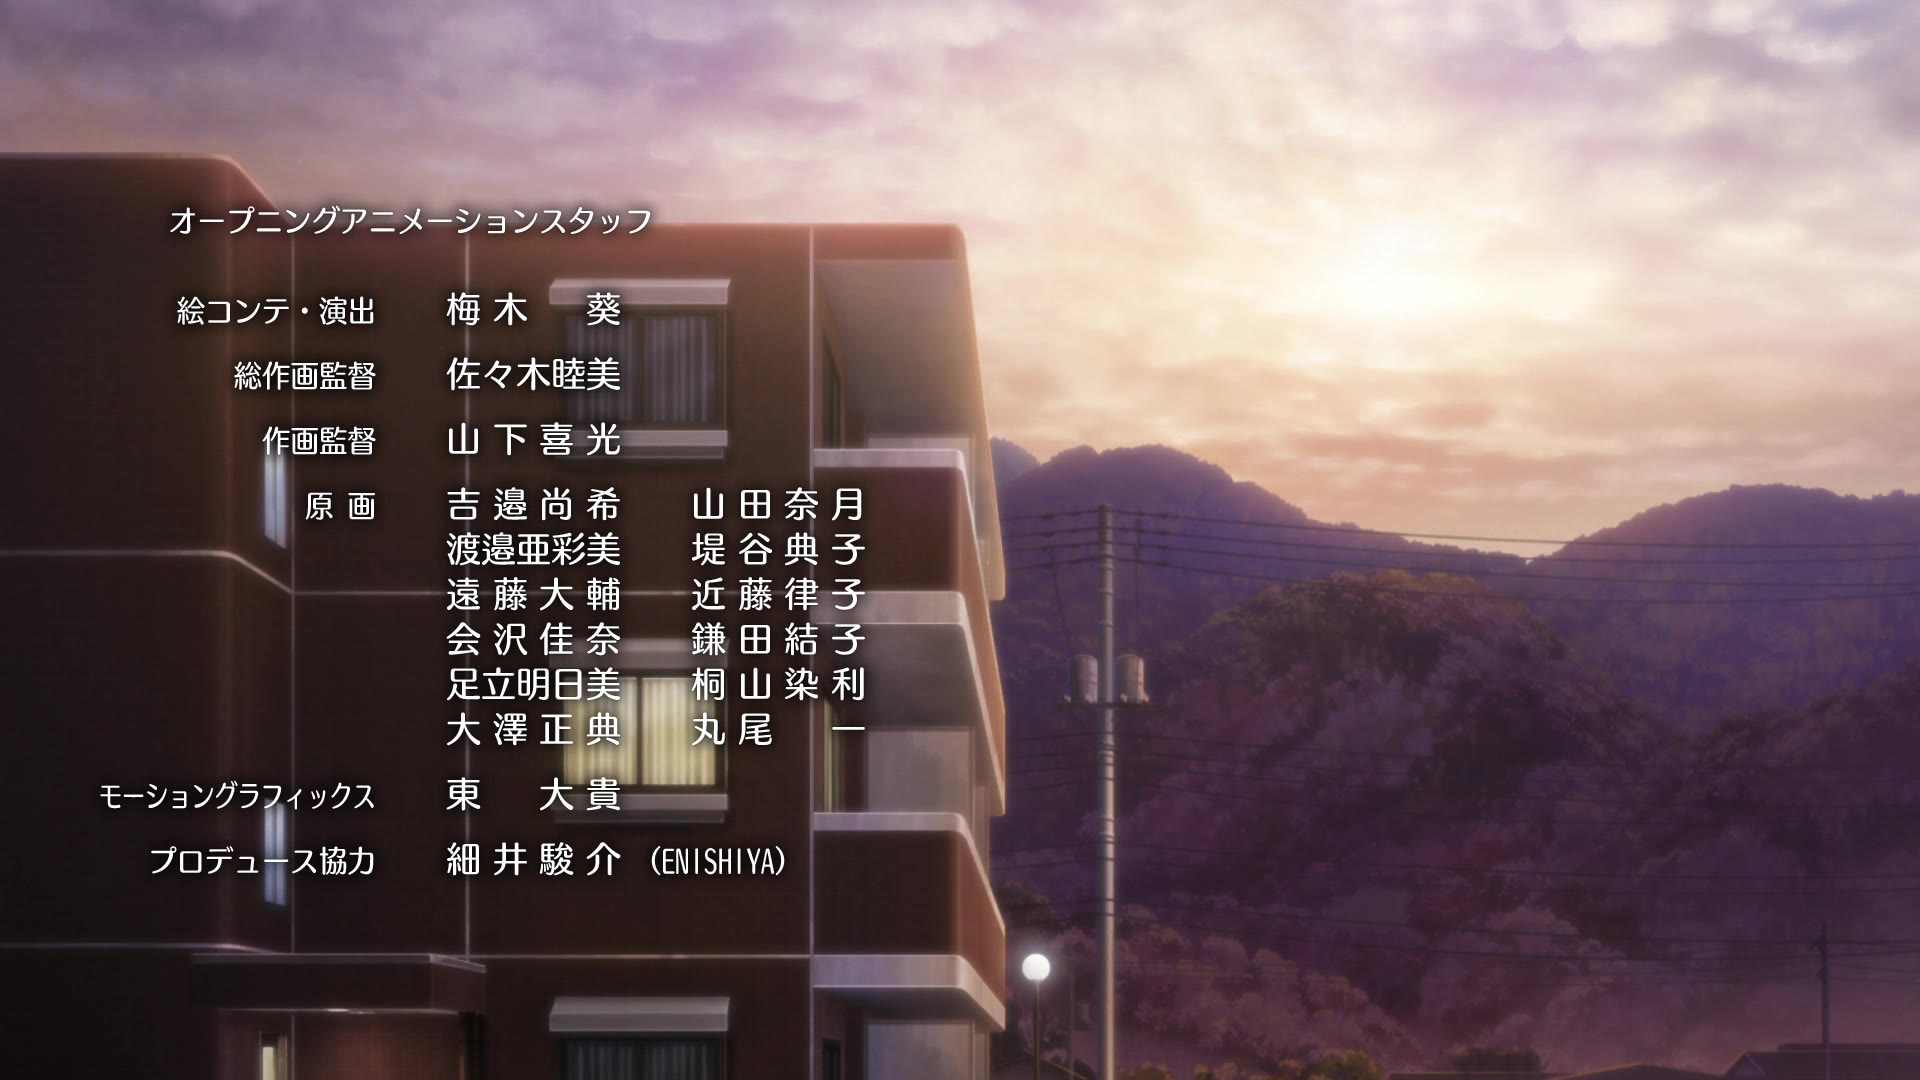 オープニングアニメーションスタッフ
絵コンテ・演出 梅木 葵
総作画監督 佐々木睦美
作画監督 山下喜光
原画 吉邉尚希 山田奈月
渡邉亜彩美 堤谷典子
遠藤大輔 近藤律子
会沢佳奈 鎌田結子
足立明日美 桐山染利
大澤正典 丸尾 一
モーショングラフィックス 東 大貴
プロデュース協力 細井駿介 (ENISHIYA)